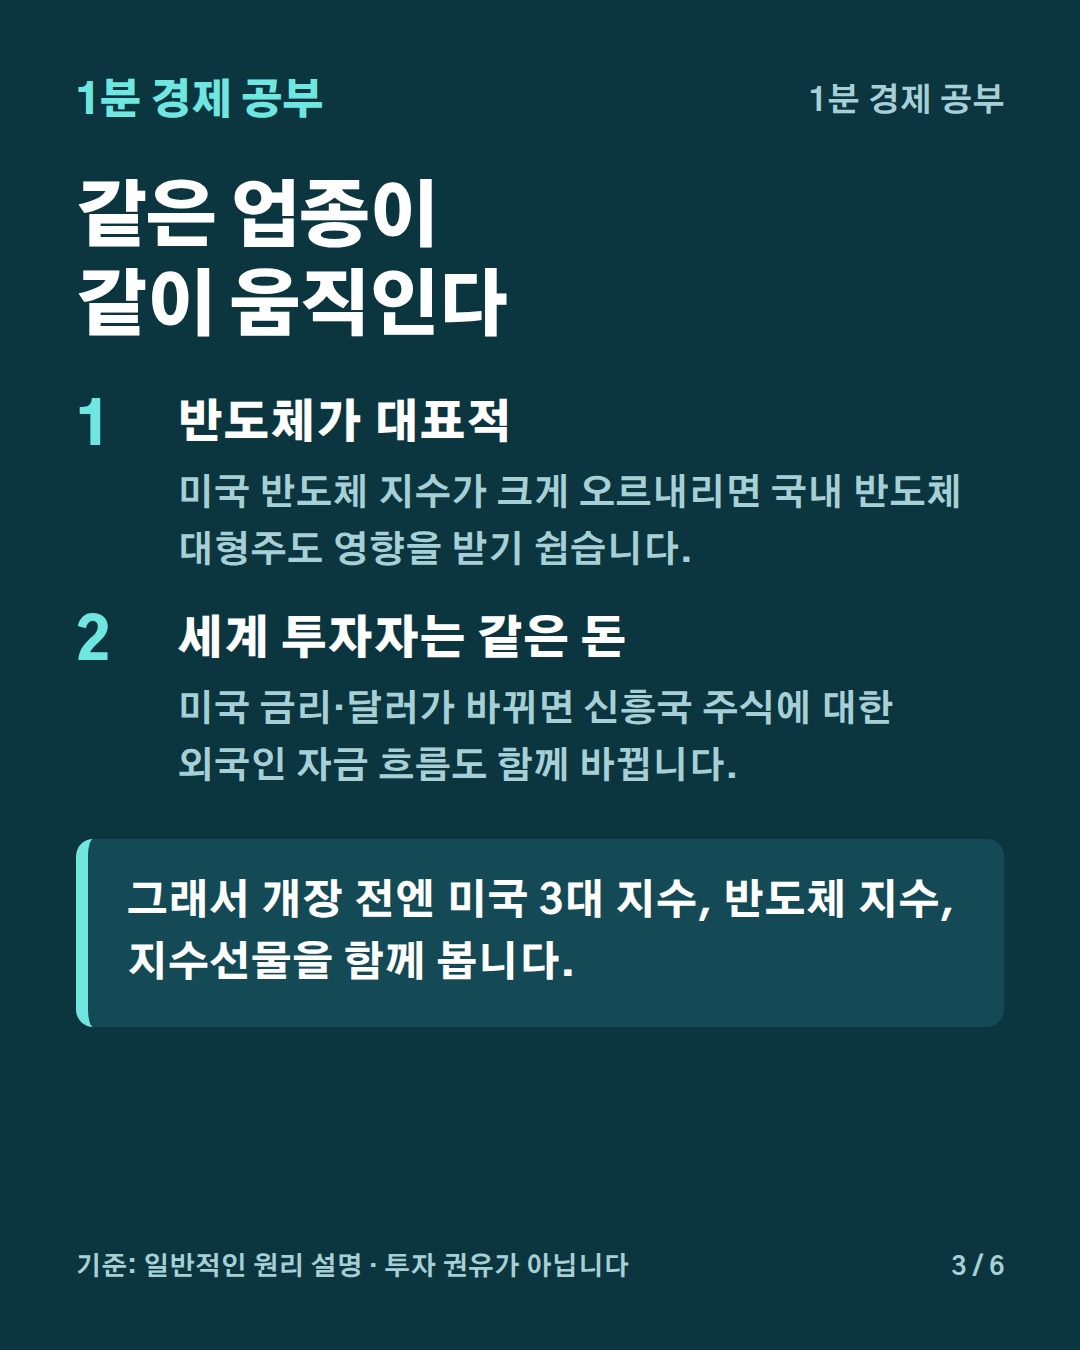 1분 경제 공부
1분 경제 공부
같은 업종이
같이 움직인다
1
반도체가 대표적
미국 반도체 지수가 크게 오르내리면 국내 반도체
대형주도 영향을 받기 쉽습니다.
2
세계 투자자는 같은 돈
미국 금리·달러가 바뀌면 신흥국 주식에 대한
외국인 자금 흐름도 함께 바뀝니다.
그래서 개장 전엔 미국 3대 지수, 반도체 지수,
지수선물을 함께 봅니다.
기준: 일반적인 원리 설명 · 투자 권유가 아닙니다
3 / 6